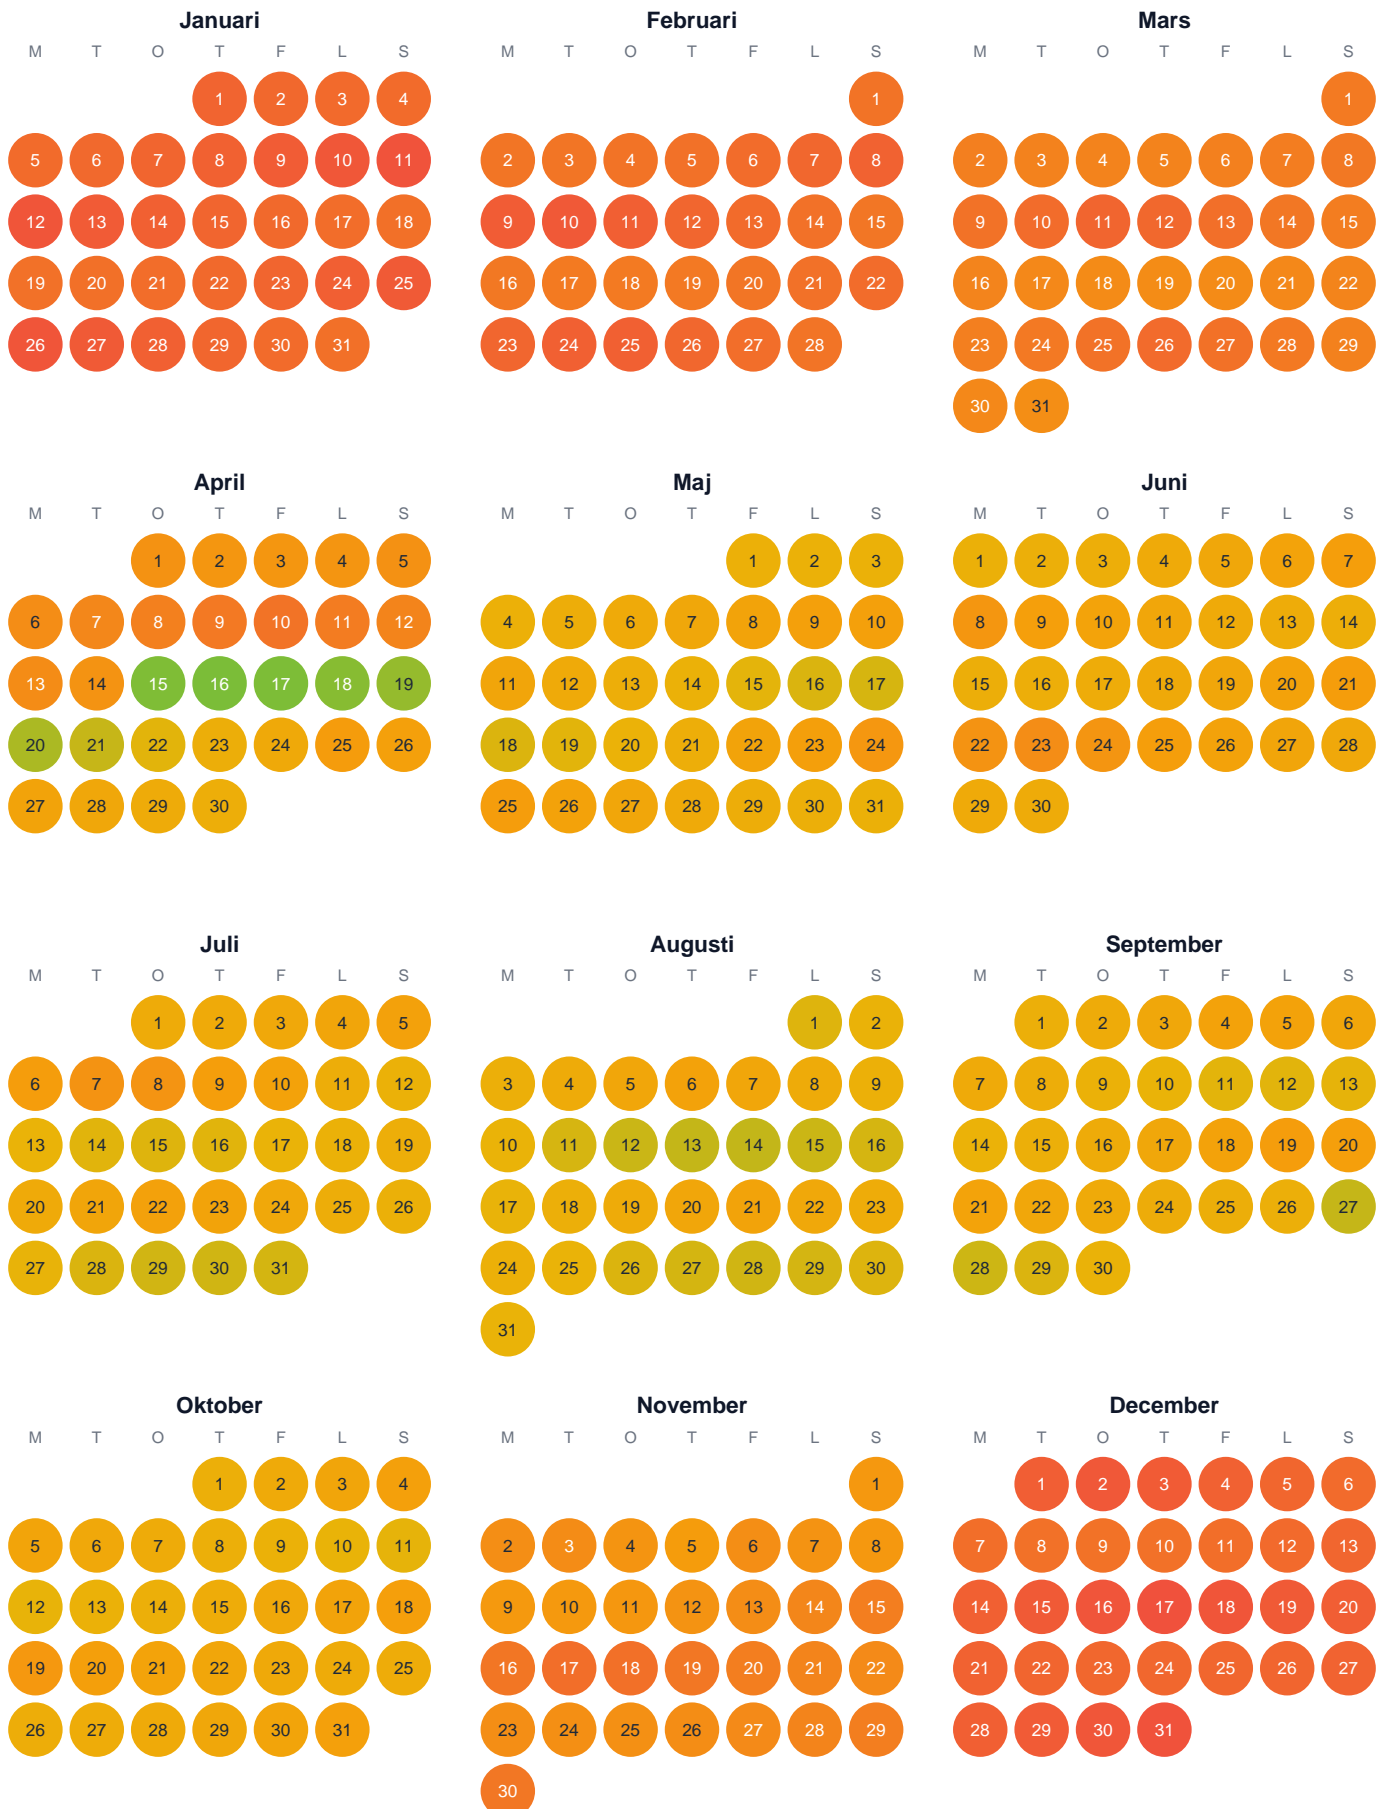 Januari Februari Mars
M T O T F L S M T O T F L S M T O T F L S
1 2 3 4 1 1
5 6 7 8 9 10 11 2 3 4 5 6 7 8 2 3 4 5 6 7 8
12 13 14 15 16 17 18 9 10 11 12 13 14 15 9 10 11 12 13 14 15
19 20 21 22 23 24 25 16 17 18 19 20 21 22 16 17 18 19 20 21 22
26 27 28 29 30 31 23 24 25 26 27 28 23 24 25 26 27 28 29
30 31
April Maj Juni
M T O T F L S M T O T F L S M T O T F L S
1 2 3 4 5 1 2 3 1 2 3 4 5 6 7
6 7 8 9 10 11 12 4 5 6 7 8 9 10 8 9 10 11 12 13 14
13 14 15 16 17 18 19 11 12 13 14 15 16 17 15 16 17 18 19 20 21
20 21 22 23 24 25 26 18 19 20 21 22 23 24 22 23 24 25 26 27 28
27 28 29 30 25 26 27 28 29 30 31 29 30
Juli Augusti September
M T O T F L S M T O T F L S M T O T F L S
1 2 3 4 5 1 2 1 2 3 4 5 6
6 7 8 9 10 11 12 3 4 5 6 7 8 9 7 8 9 10 11 12 13
13 14 15 16 17 18 19 10 11 12 13 14 15 16 14 15 16 17 18 19 20
20 21 22 23 24 25 26 17 18 19 20 21 22 23 21 22 23 24 25 26 27
27 28 29 30 31 24 25 26 27 28 29 30 28 29 30
31
Oktober November December
M T O T F L S M T O T F L S M T O T F L S
1 2 3 4 1 1 2 3 4 5 6
5 6 7 8 9 10 11 2 3 4 5 6 7 8 7 8 9 10 11 12 13
12 13 14 15 16 17 18 9 10 11 12 13 14 15 14 15 16 17 18 19 20
19 20 21 22 23 24 25 16 17 18 19 20 21 22 21 22 23 24 25 26 27
26 27 28 29 30 31 23 24 25 26 27 28 29 28 29 30 31
30